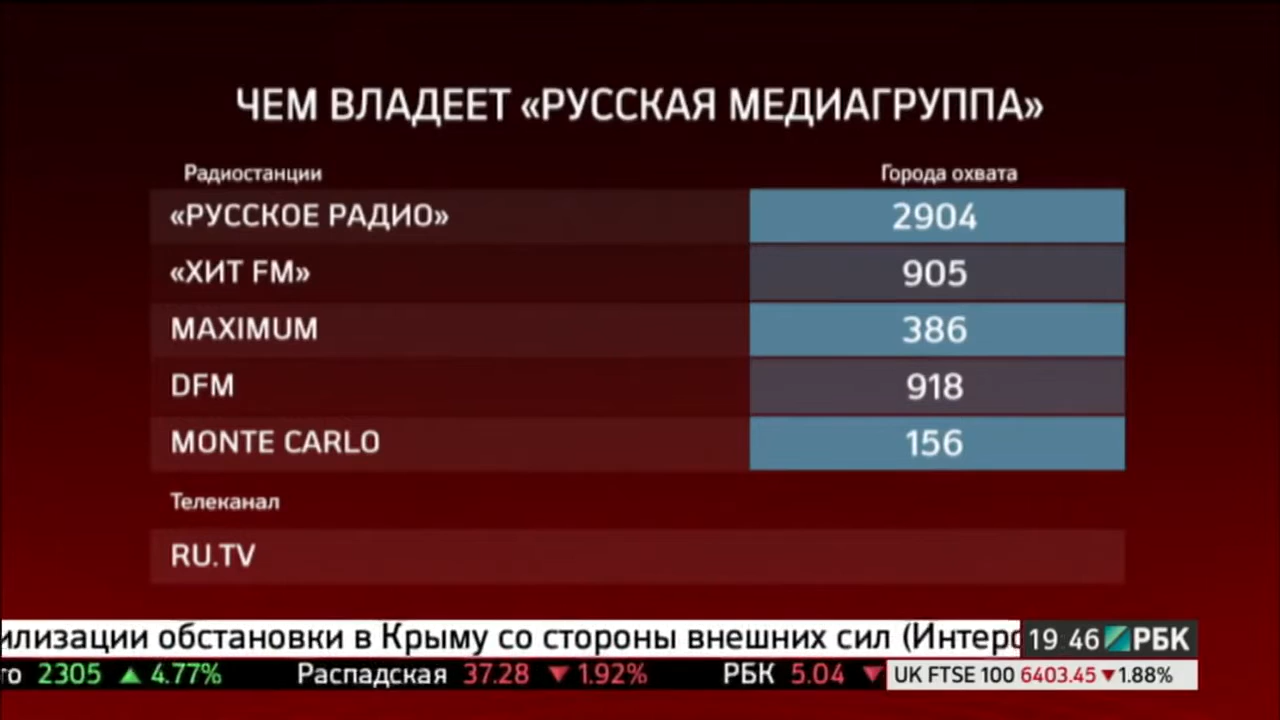 ЧЕМ ВЛАДЕЕТ «РУССКАЯ МЕДИАГРУППА»
Радиостанции Города охвата
«РУССКОЕ РАДИО» 2904
«ХИТ FM» 905
MAXIMUM 386
DFM 918
MONTE CARLO 156
Телеканал
RU.TV
обстановки в Крыму со стороны внешних сил 19 46 РБК
2305 ▲ 4.77% Распадская 37.28 ▼ 1.92% РБК 5.04 ▼ UK FTSE 100 6403.45 ▼ 1.88%